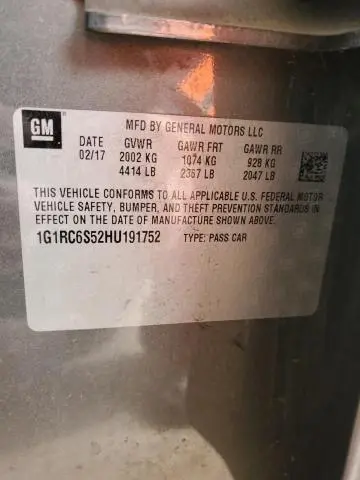 GM
MFD BY GENERAL MOTORS LLC
DATE GVWR GAWR FRT GAWR RR
02/17 2002 KG 1074 KG 928 KG
4414 LB 2367 LB 2047 LB
THIS VEHICLE CONFORMS TO ALL APPLICABLE U.S. FEDERAL MOTOR
VEHICLE SAFETY, BUMPER, AND THEFT PREVENTION STANDARDS IN
EFFECT ON THE DATE OF MANUFACTURE SHOWN ABOVE.
1G1RC6S52HU191752 TYPE: PASS CAR